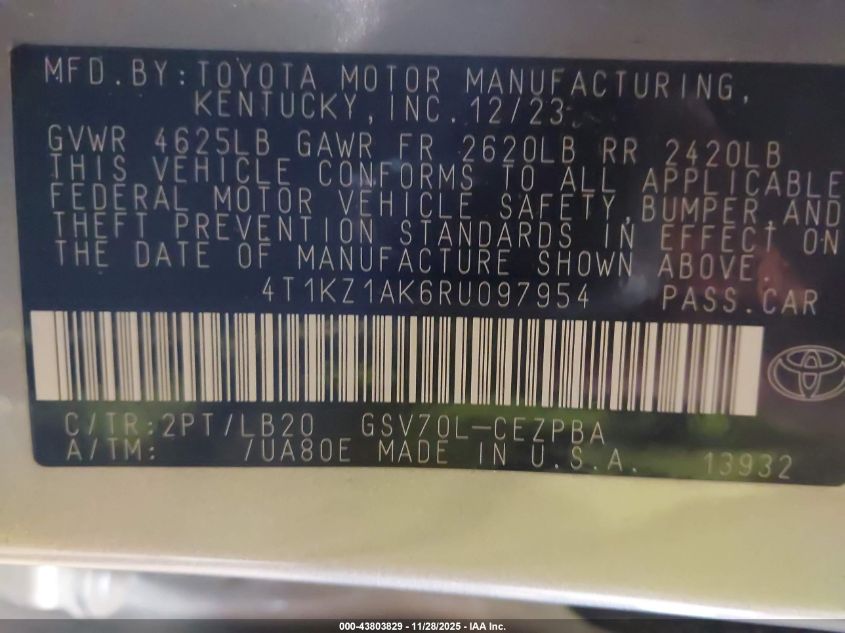 MFD.BY:TOYOTA MOTOR MANUFACTURING,
KENTUCKY,INC.12/23
GVWR 4625LB GAWR FR 2620LB RR 2420LB
THIS VEHICLE CONFORMS TO ALL APPLICABLE
FEDERAL MOTOR VEHICLE SAFETY,BUMPER,AND
THEFT PREVENTION STANDARDS IN EFFECT ON
THE DATE OF MANUFACTURE SHOWN ABOVE.
4T1KZ1AK6RU097954 PASS.CAR
C/TR:2PT/LB20 GSV70L-CEZPBA
A/TM: /UA80E MADE IN U.S.A. 13932
000-43803829 - 11/28/2025 - IAA Inc.